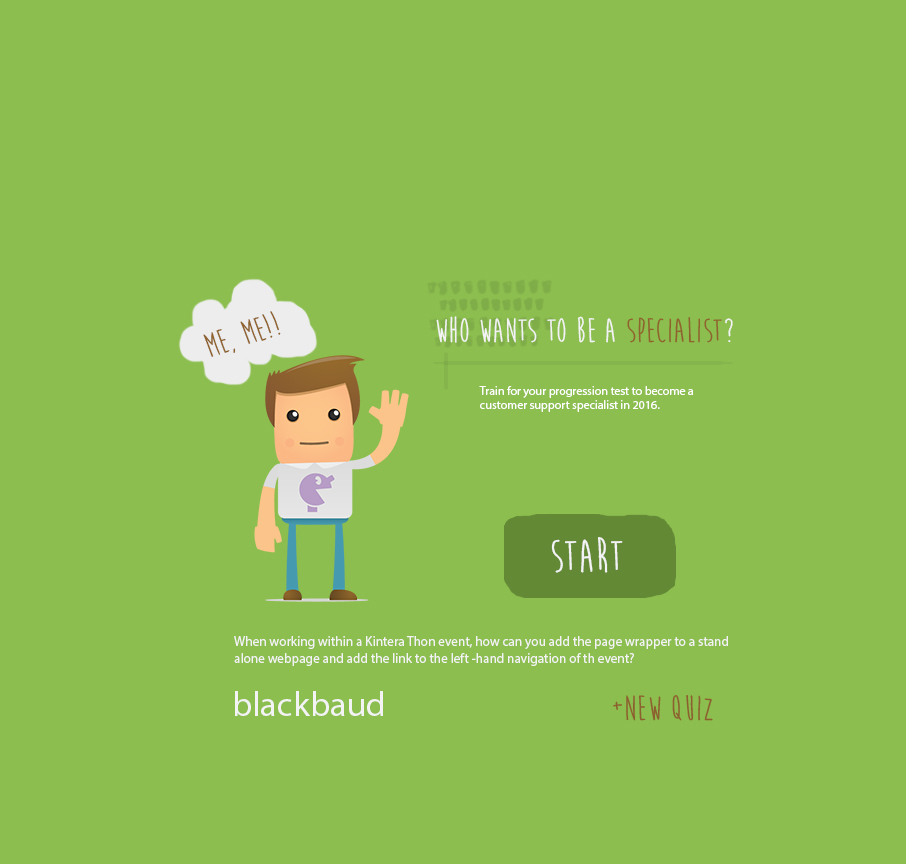 ME, ME!!
WHO WANTS TO BE A SPECIALIST?
Train for your progression test to become a
customer support specialist in 2016.
START
When working within a Kintera Thon event, how can you add the page wrapper to a stand
alone webpage and add the link to the left -hand navigation of th event?
blackbaud
+NEW QUIZ